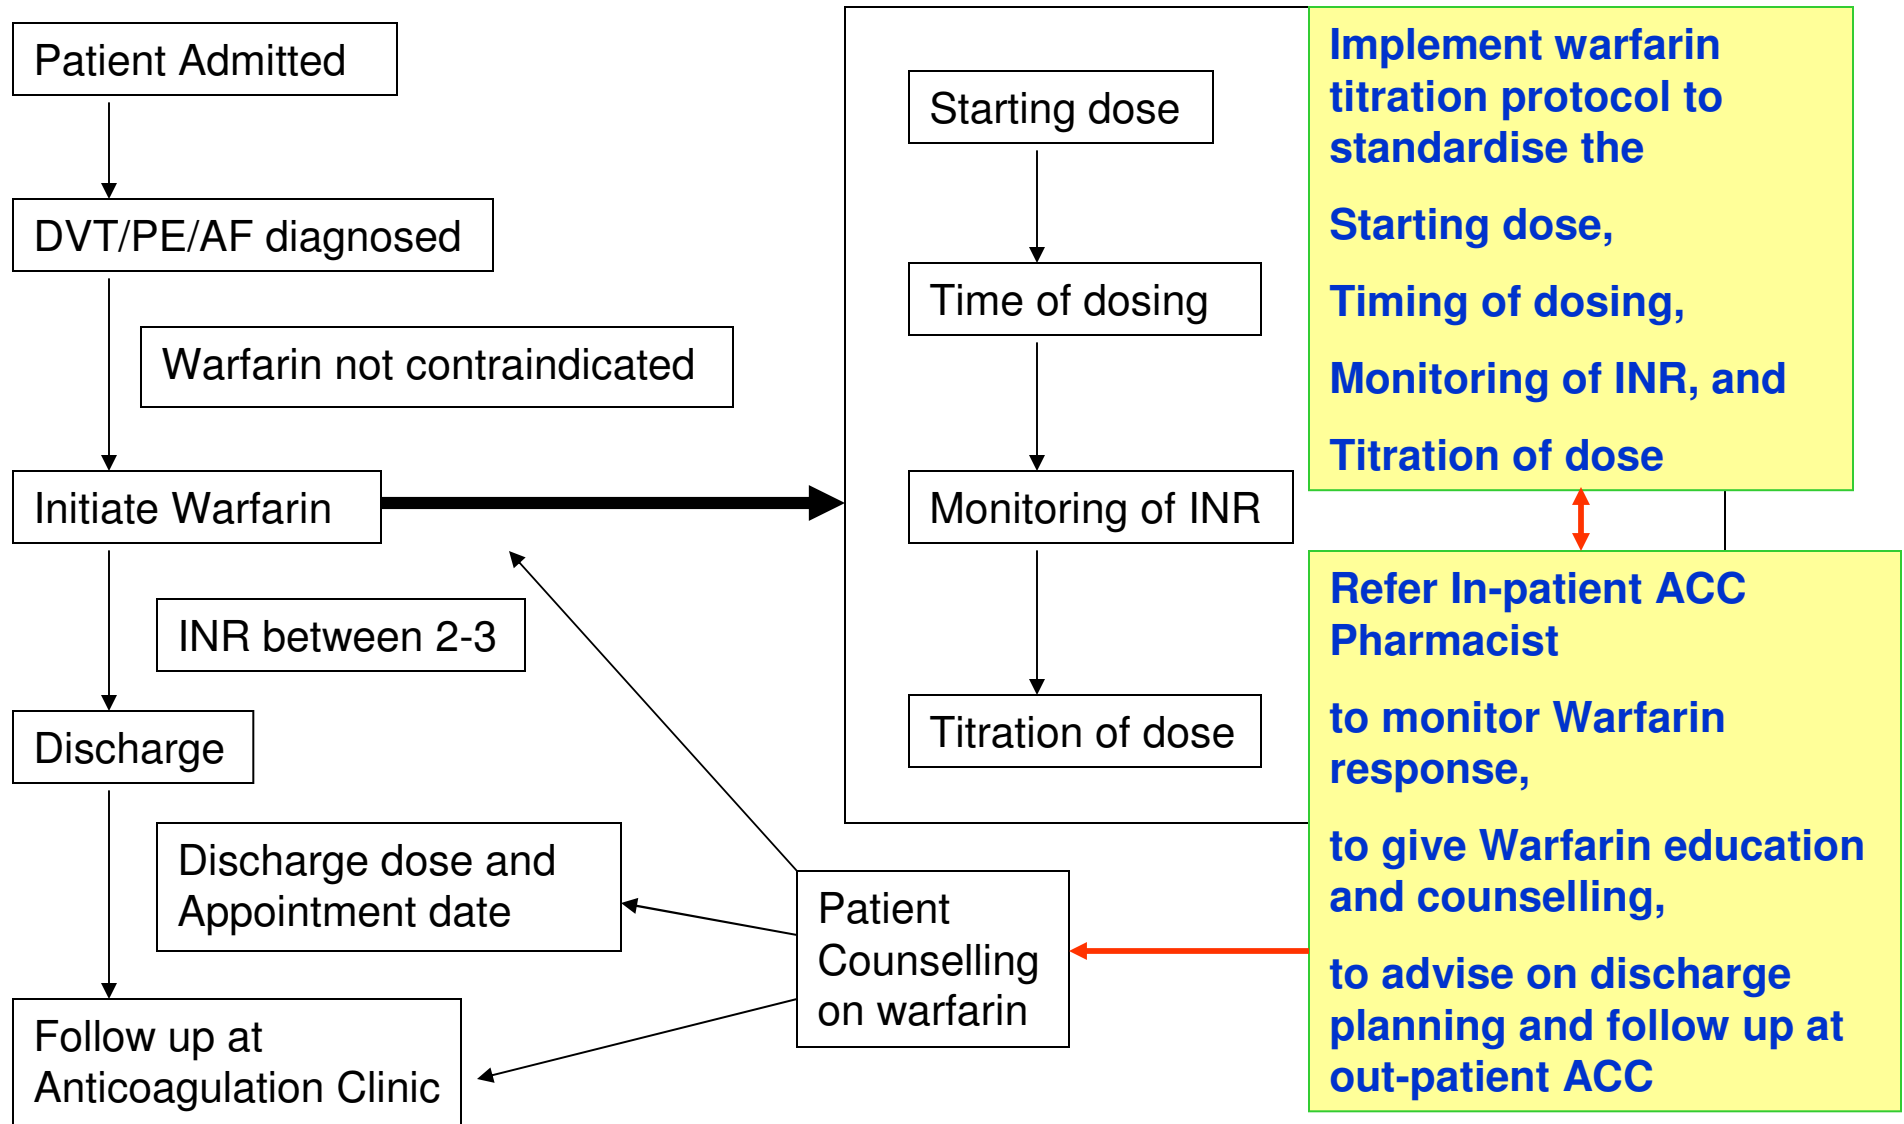 Patient Admitted
DVT/PE/AF diagnosed
Warfarin not contraindicated
Initiate Warfarin
INR between 2-3
Discharge
Discharge dose and
Appointment date
Follow up at
Anticoagulation Clinic
Starting dose
Time of dosing
Monitoring of INR
Titration of dose
Patient
Counselling
on warfarin
Implement warfarin
titration protocol to
standardise the
Starting dose,
Timing of dosing,
Monitoring of INR, and
Titration of dose
Refer In-patient ACC
Pharmacist
to monitor Warfarin
response,
to give Warfarin education
and counselling,
to advise on discharge
planning and follow up at
out-patient ACC